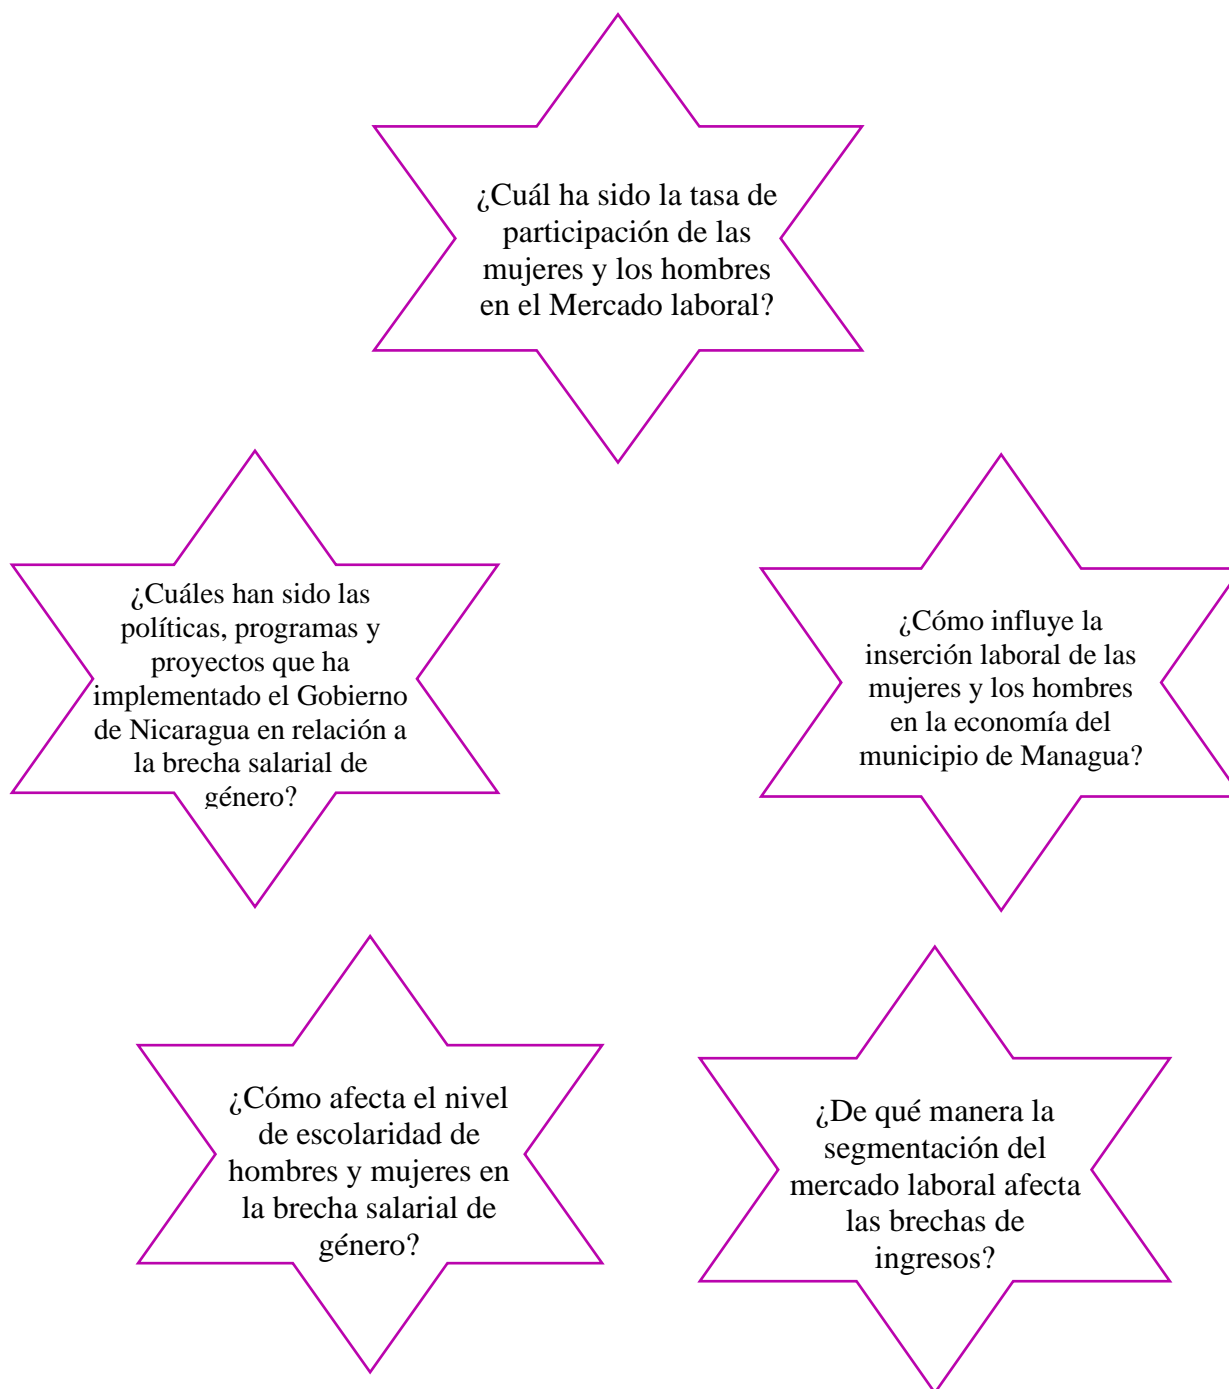 ¿Cuál ha sido la tasa de
participación de las
mujeres y los hombres
en el Mercado laboral?
¿Cuáles han sido las
políticas, programas y
proyectos que ha
implementado el Gobierno
de Nicaragua en relación a
la brecha salarial de
género?
¿Cómo influye la
inserción laboral de las
mujeres y los hombres
en la economía del
municipio de Managua?
¿Cómo afecta el nivel
de escolaridad de
hombres y mujeres en
la brecha salarial de
género?
¿De qué manera la
segmentación del
mercado laboral afecta
las brechas de
ingresos?